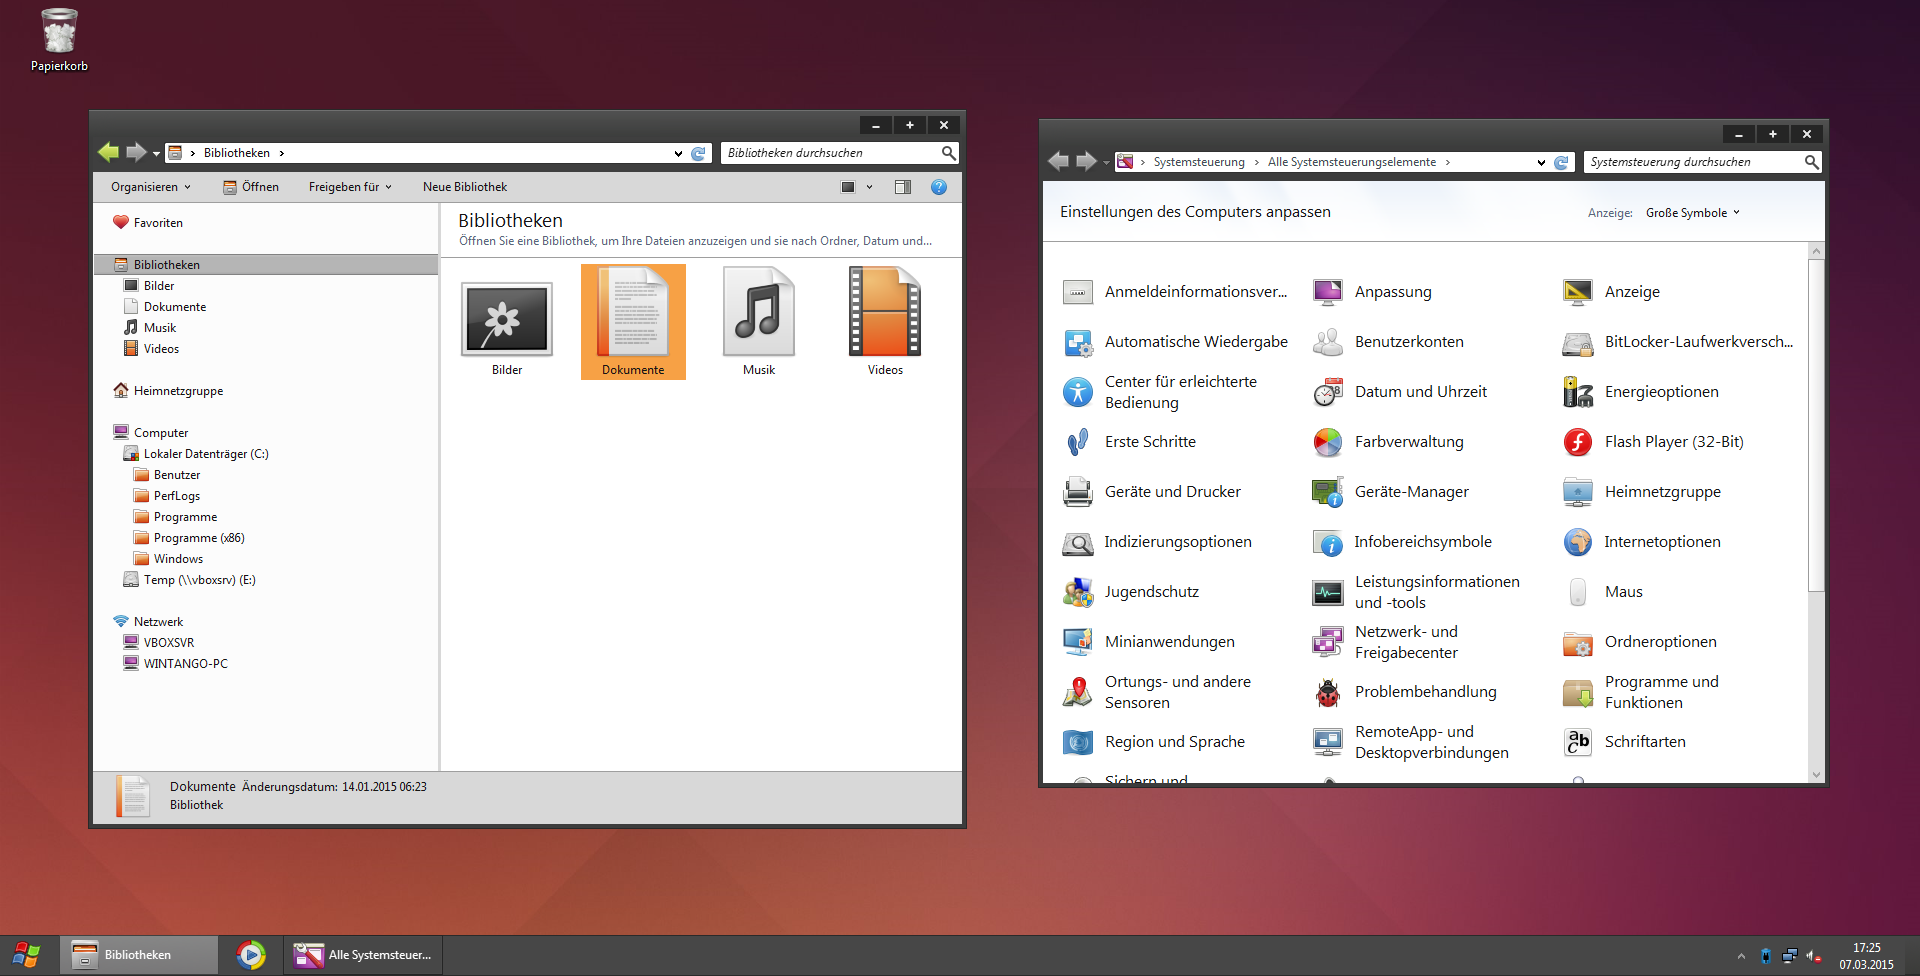 Papierkorb
Bibliotheken
Bibliotheken durchsuchen
Organisieren
Öffnen
Freigeben für
Neue Bibliothek
Favoriten
Bibliotheken
Bilder
Dokumente
Musik
Videos
Heimnetzgruppe
Computer
Lokaler Datenträger (C:)
Benutzer
PerfLogs
Programme
Programme (x86)
Windows
Temp (\\vboxsrv) (E:)
Netzwerk
VBOXSVR
WINTANGO-PC
Bibliotheken
Öffnen Sie eine Bibliothek, um Ihre Dateien anzuzeigen und sie nach Ordner, Datum und...
Bilder
Dokumente
Musik
Videos
Dokumente Änderungsdatum: 14.01.2015 06:23
Bibliothek
Systemsteuerung
Alle Systemsteuerungselemente
Systemsteuerung durchsuchen
Einstellungen des Computers anpassen
Anzeige: Große Symbole
Anmeldeinformationsver...
Anpassung
Anzeige
Automatische Wiedergabe
Benutzerkonten
BitLocker-Laufwerkversch...
Center für erleichterte
Bedienung
Datum und Uhrzeit
Energieoptionen
Erste Schritte
Farbverwaltung
Flash Player (32-Bit)
Geräte und Drucker
Geräte-Manager
Heimnetzgruppe
Indizierungsoptionen
Infobereichsymbole
Internetoptionen
Jugendschutz
Leistungsinformationen
und -tools
Maus
Minianwendungen
Netzwerk- und
Freigabecenter
Ordneroptionen
Ortungs- und andere
Sensoren
Problembehandlung
Programme und
Funktionen
Region und Sprache
RemoteApp- und
Desktopverbindungen
abc
Schriftarten
Sichern und
Bibliotheken
Alle Systemsteuer...
17:25
07.03.2015